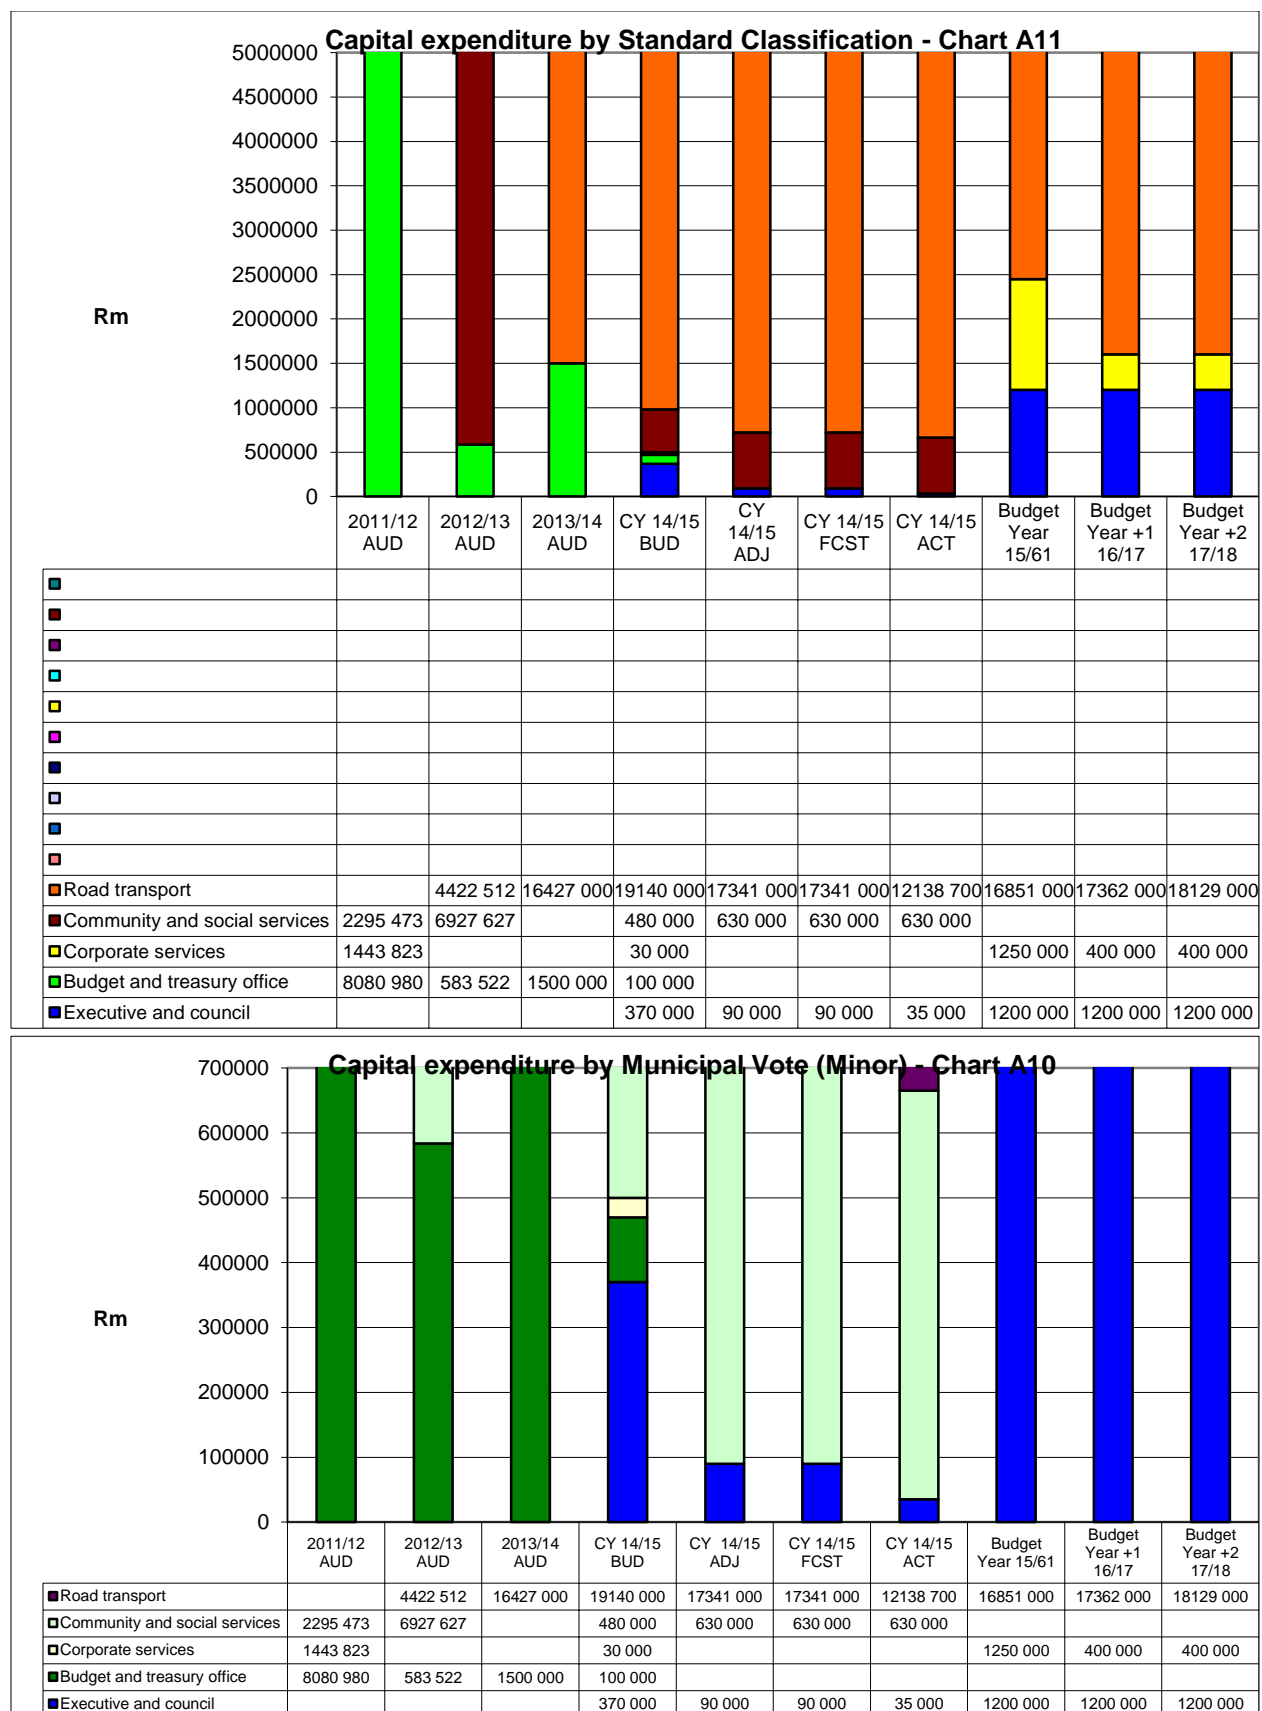 Capital expenditure by Standard Classification - Chart A11
5000000
4500000
4000000
3500000
3000000
2500000
2000000
1500000
1000000
500000
0
Rm
2011/12 AUD
2012/13 AUD
2013/14 AUD
CY 14/15 BUD
CY 14/15 ADJ
CY 14/15 FCST
CY 14/15 ACT
Budget Year 15/61
Budget Year +1 16/17
Budget Year +2 17/18
Road transport 4422 512 16427 000 19140 000 17341 000 17341 000 12138 700 16851 000 17362 000 18129 000
Community and social services 2295 473 6927 627 480 000 630 000 630 000 630 000
Corporate services 1443 823 30 000 1250 000 400 000 400 000
Budget and treasury office 8080 980 583 522 1500 000 100 000
Executive and council 370 000 90 000 90 000 35 000 1200 000 1200 000 1200 000
Capital expenditure by Municipal Vote (Minor) - Chart A10
700000
600000
500000
400000
300000
200000
100000
0
Rm
2011/12 AUD
2012/13 AUD
2013/14 AUD
CY 14/15 BUD
CY 14/15 ADJ
CY 14/15 FCST
CY 14/15 ACT
Budget Year 15/61
Budget Year +1 16/17
Budget Year +2 17/18
Road transport 4422 512 16427 000 19140 000 17341 000 17341 000 12138 700 16851 000 17362 000 18129 000
Community and social services 2295 473 6927 627 480 000 630 000 630 000 630 000
Corporate services 1443 823 30 000 1250 000 400 000 400 000
Budget and treasury office 8080 980 583 522 1500 000 100 000
Executive and council 370 000 90 000 90 000 35 000 1200 000 1200 000 1200 000